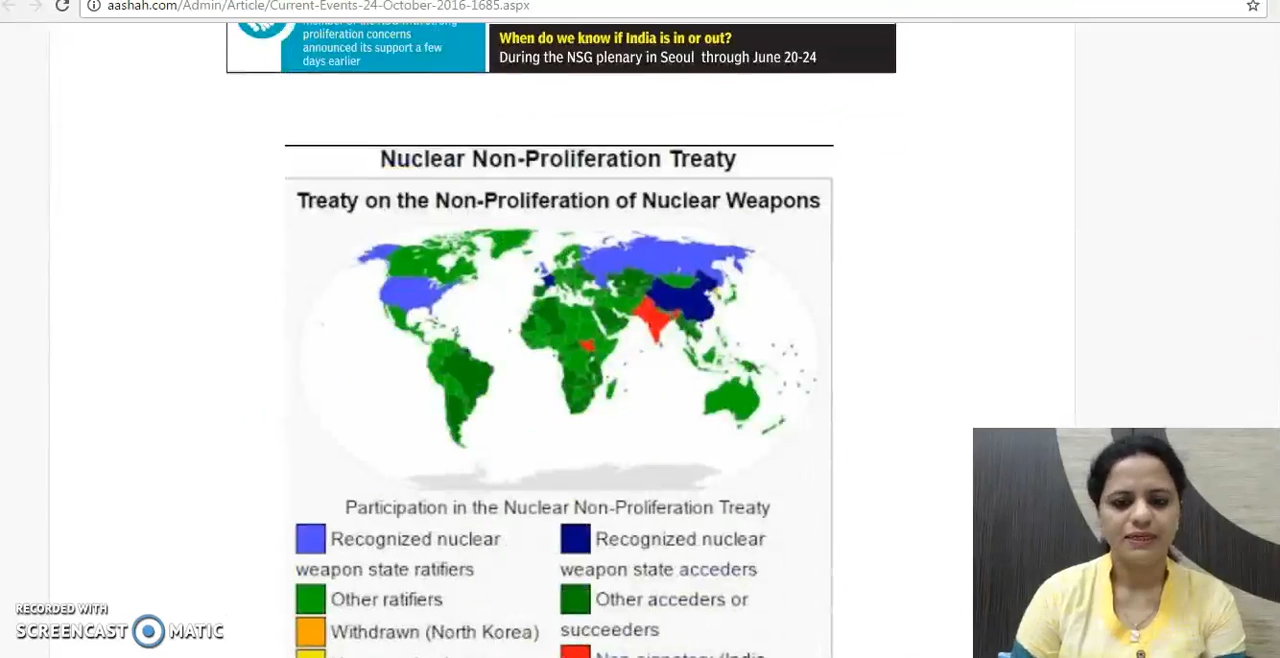 aashah.com/Admin/Article/Current-Events-24-October-2016-1685.aspx
proliferation concerns
announced its support a few
days earlier
When do we know if India is in or out?
During the NSG plenary in Seoul through June 20-24
Nuclear Non-Proliferation Treaty
Treaty on the Non-Proliferation of Nuclear Weapons
Participation in the Nuclear Non-Proliferation Treaty
Recognized nuclear
weapon state ratifiers
Recognized nuclear
weapon state acceders
Other ratifiers
Other acceders or
succeeders
Withdrawn (North Korea)
RECORDED WITH
SCREENCAST MATIC